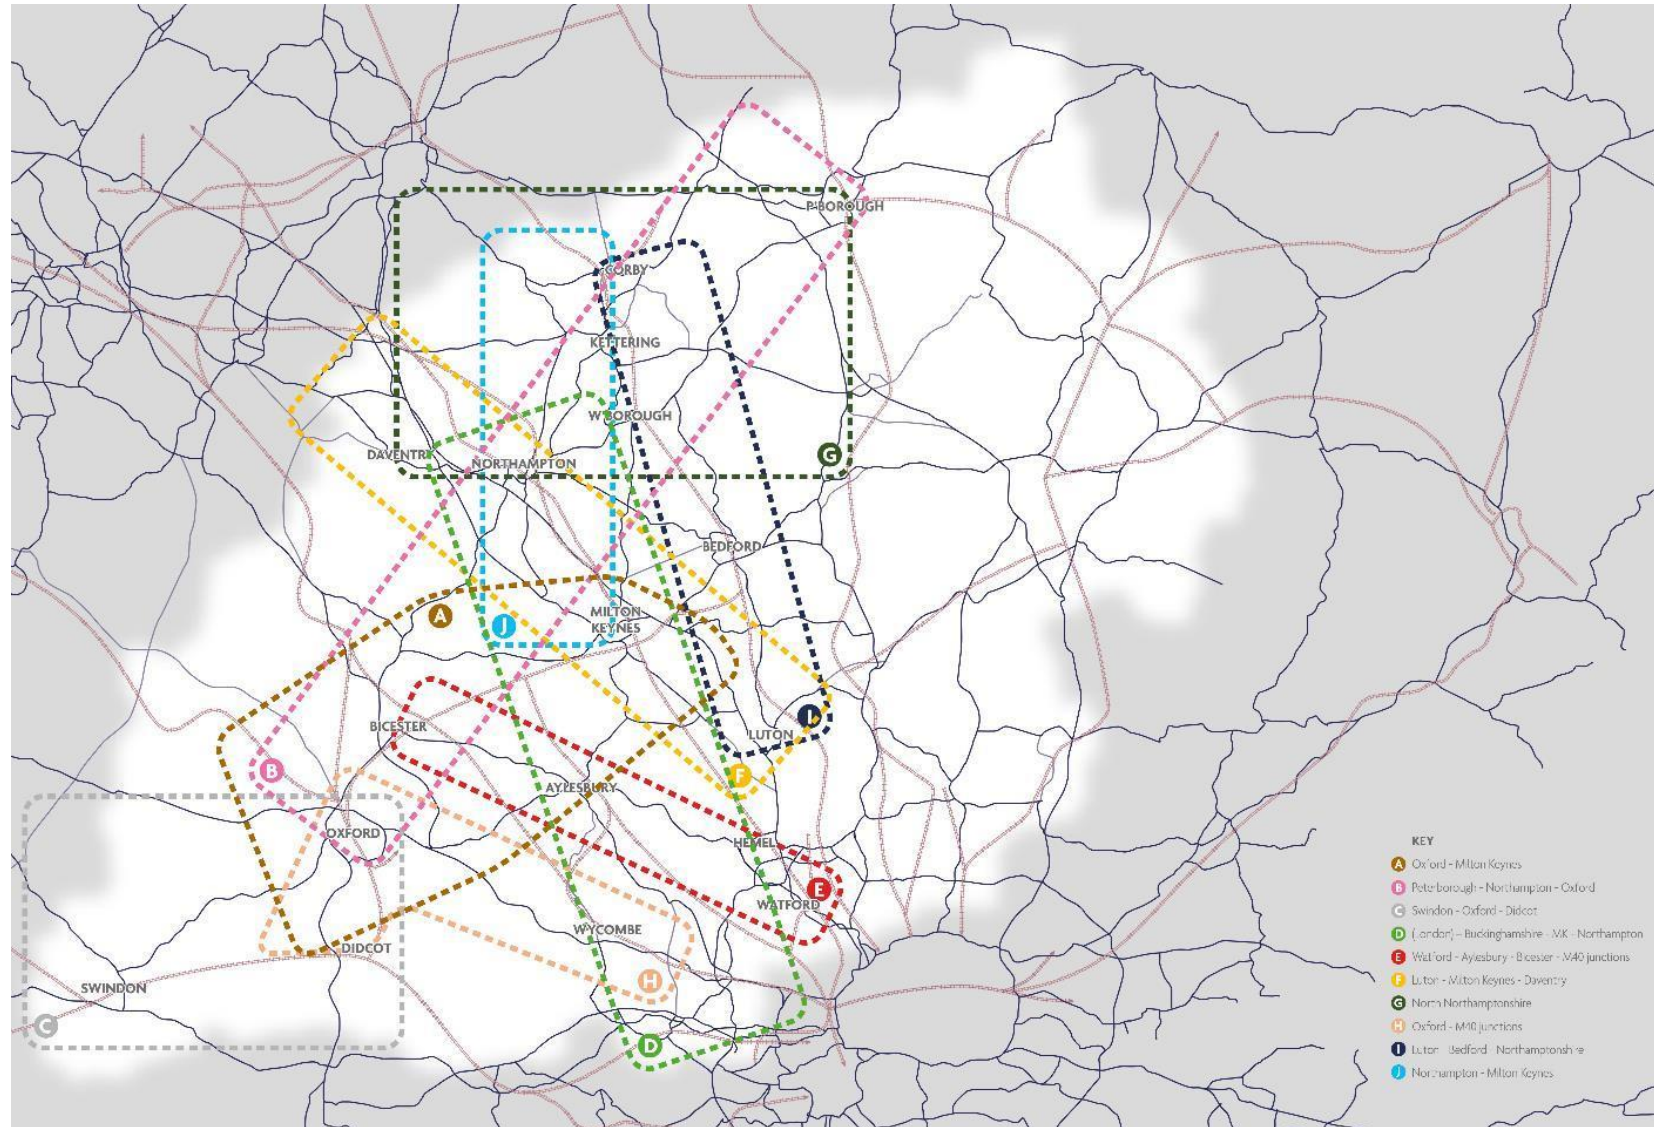 P'BOROUGH
CORBY
KETTERING
W'BOROUGH
G
DAVENTRY
NORTHAMPTON
BEDFORD
A
J
MILTON
KEYNES
I
BICESTER
LUTON
B
F
AYLESBURY
OXFORD
HEMEL
E
WATFORD
WYCOMBE
DIDCOT
H
SWINDON
C
D
KEY
A Oxford - Milton Keynes
B Peterborough - Northampton - Oxford
C Swindon - Oxford - Didcot
D (London) – Buckinghamshire - MK - Northampton
E Watford - Aylesbury - Bicester - M40 junctions
F Luton - Milton Keynes - Daventry
G North Northamptonshire
H Oxford - M40 junctions
I Luton - Bedford - Northamptonshire
J Northampton - Milton Keynes